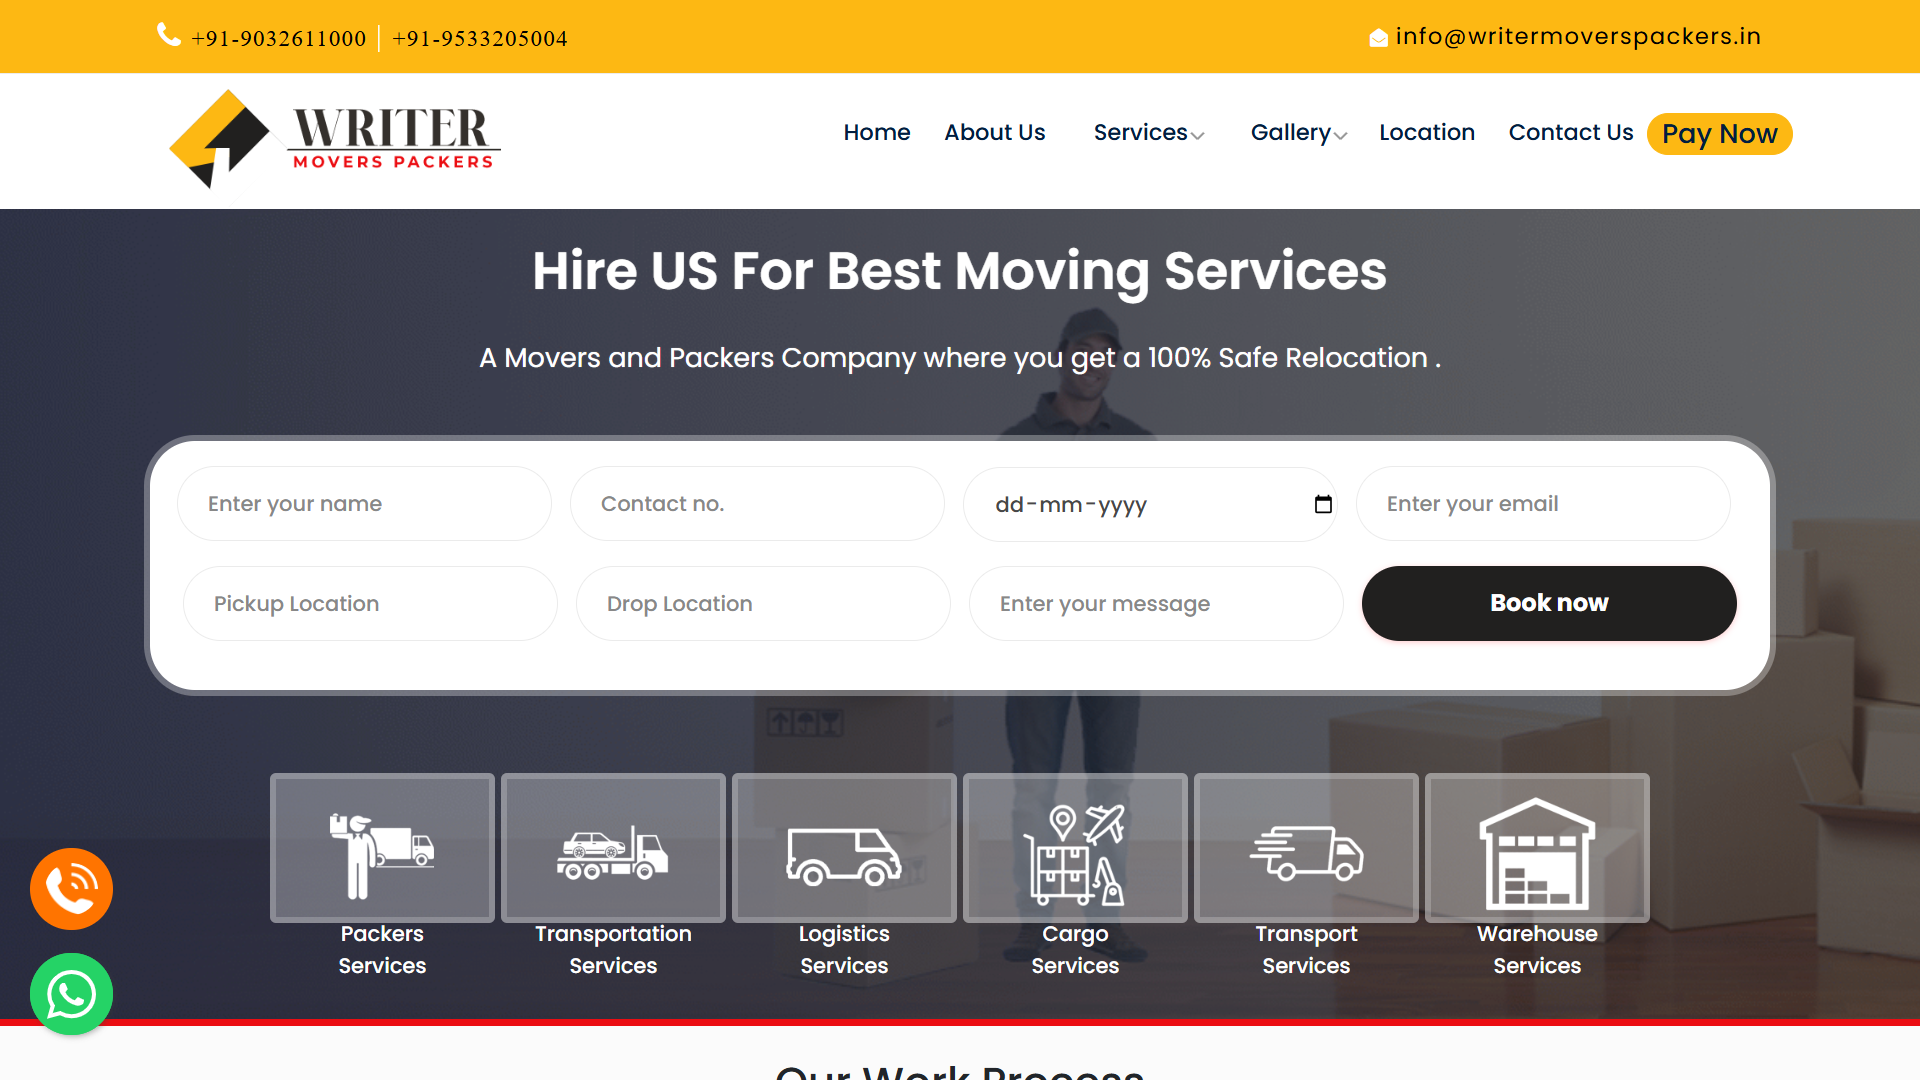 +91-9032611000 | +91-9533205004
info@writermoverspackers.in
WRITER
MOVERS PACKERS
Home
About Us
Services
Gallery
Location
Contact Us
Pay Now
Hire US For Best Moving Services
A Movers and Packers Company where you get a 100% Safe Relocation .
Enter your name
Contact no.
dd-mm-yyyy
Enter your email
Pickup Location
Drop Location
Enter your message
Book now
Packers
Services
Transportation
Services
Logistics
Services
Cargo
Services
Transport
Services
Warehouse
Services
Our Work Process